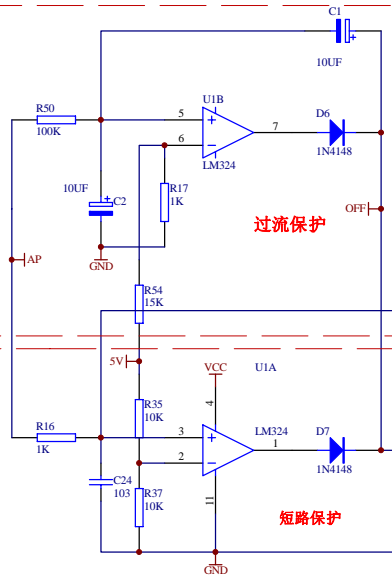 C1
10UF
R50
100K
5
6
U1B
7
LM324
D6
1N4148
10UF
C2
R17
1K
GND
过流保护
OFF
AP
R54
15K
5V
VCC
U1A
R35
10K
4
R16
1K
3
2
LM324
1
D7
1N4148
C24
103
R37
10K
11
短路保护
GND